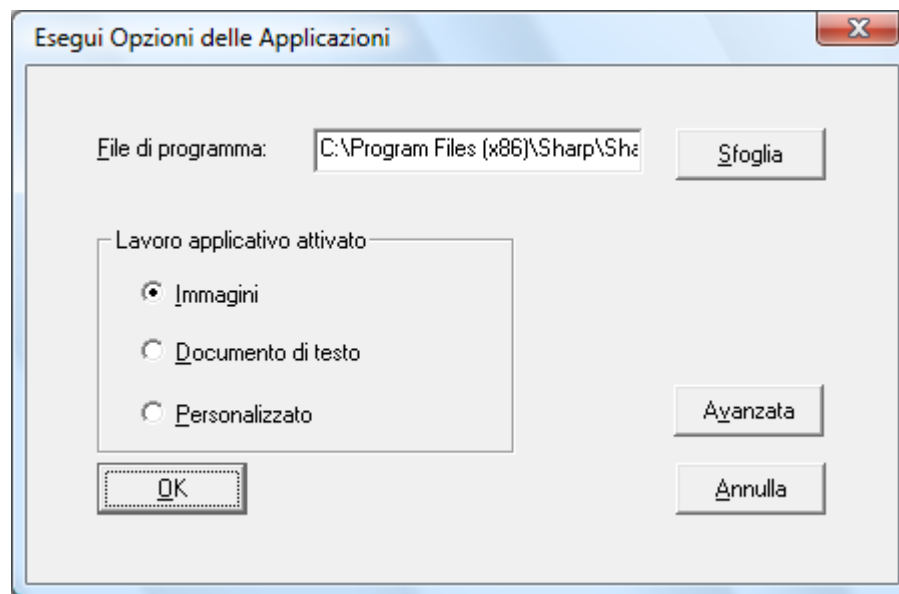 Esegui Opzioni delle Applicazioni
File di programma: C:\Program Files (x86)\Sharp\Sha Sfoglia
Lavoro applicativo attivato
Immagini
Documento di testo
Personalizzato
Avanzata
OK Annulla